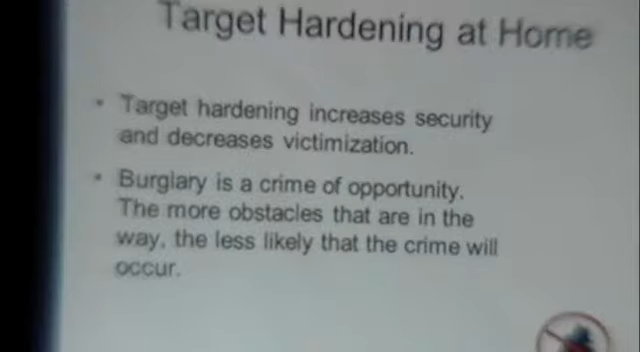 Target Hardening at Home
• Target hardening increases security
and decreases victimization.
• Burglary is a crime of opportunity.
The more obstacles that are in the
way, the less likely that the crime will
occur.